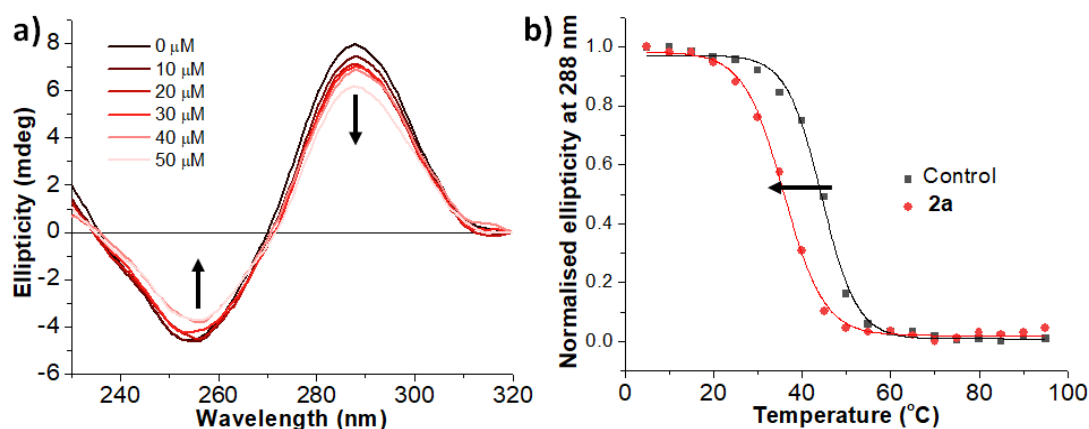 a)
Ellipticity (mdeg)
8
6
4
2
0
-2
-4
-6
0 μM
10 μM
20 μM
30 μM
40 μM
50 μM
240 260 280 300 320
Wavelength (nm)
b)
Normalised ellipticity at 288 nm
1.0
0.8
0.6
0.4
0.2
0.0
Control
2a
0 20 40 60 80 100
Temperature (°C)